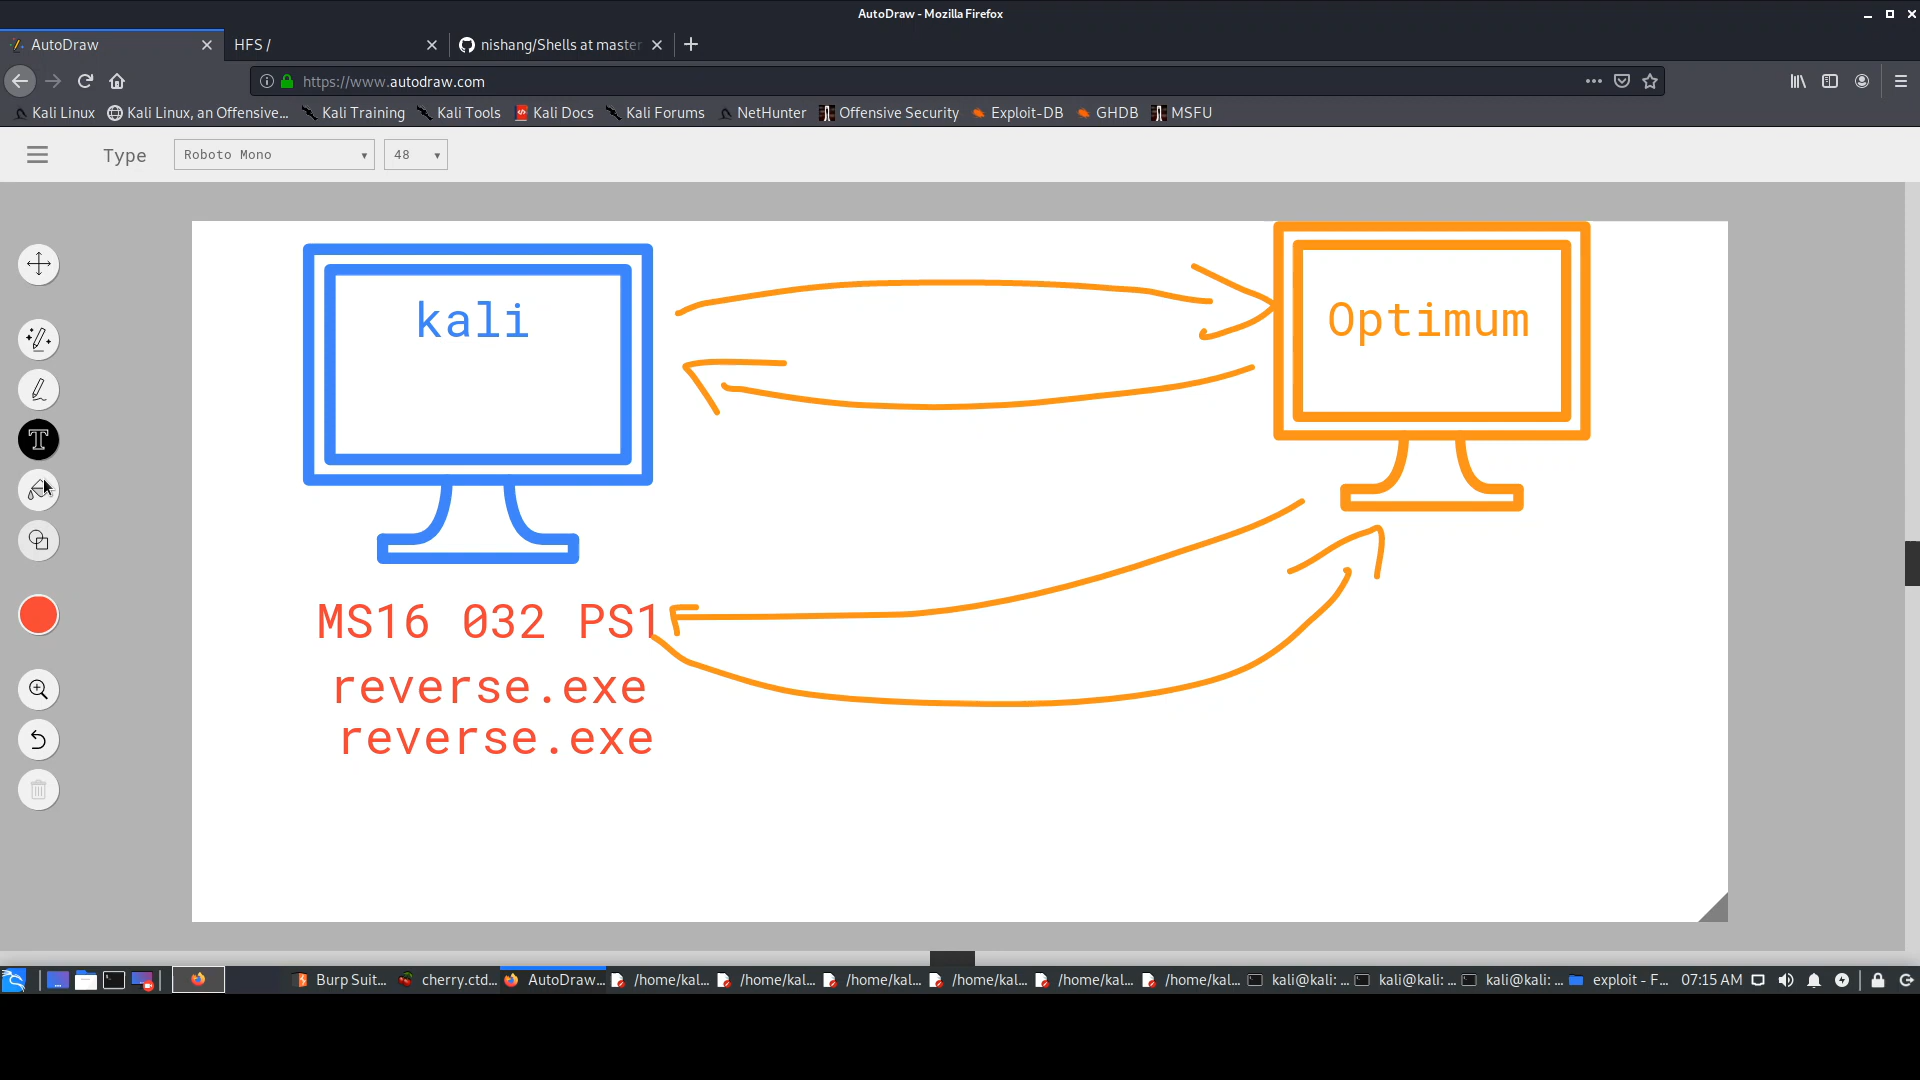 AutoDraw - Mozilla Firefox
AutoDraw
HFS /
nishang/Shells at master
https://www.autodraw.com
Kali Linux
Kali Linux, an Offensive...
Kali Training
Kali Tools
Kali Docs
Kali Forums
NetHunter
Offensive Security
Exploit-DB
GHDB
MSFU
Type
Roboto Mono
48
kali
Optimum
T
MS16 032 PS1
reverse.exe
reverse.exe
Burp Suit...
cherry.ctd...
AutoDraw...
/home/kal...
/home/kal...
/home/kal...
/home/kal...
/home/kal...
/home/kal...
kali@kali: ...
kali@kali: ...
kali@kali: ...
exploit - F...
07:15 AM